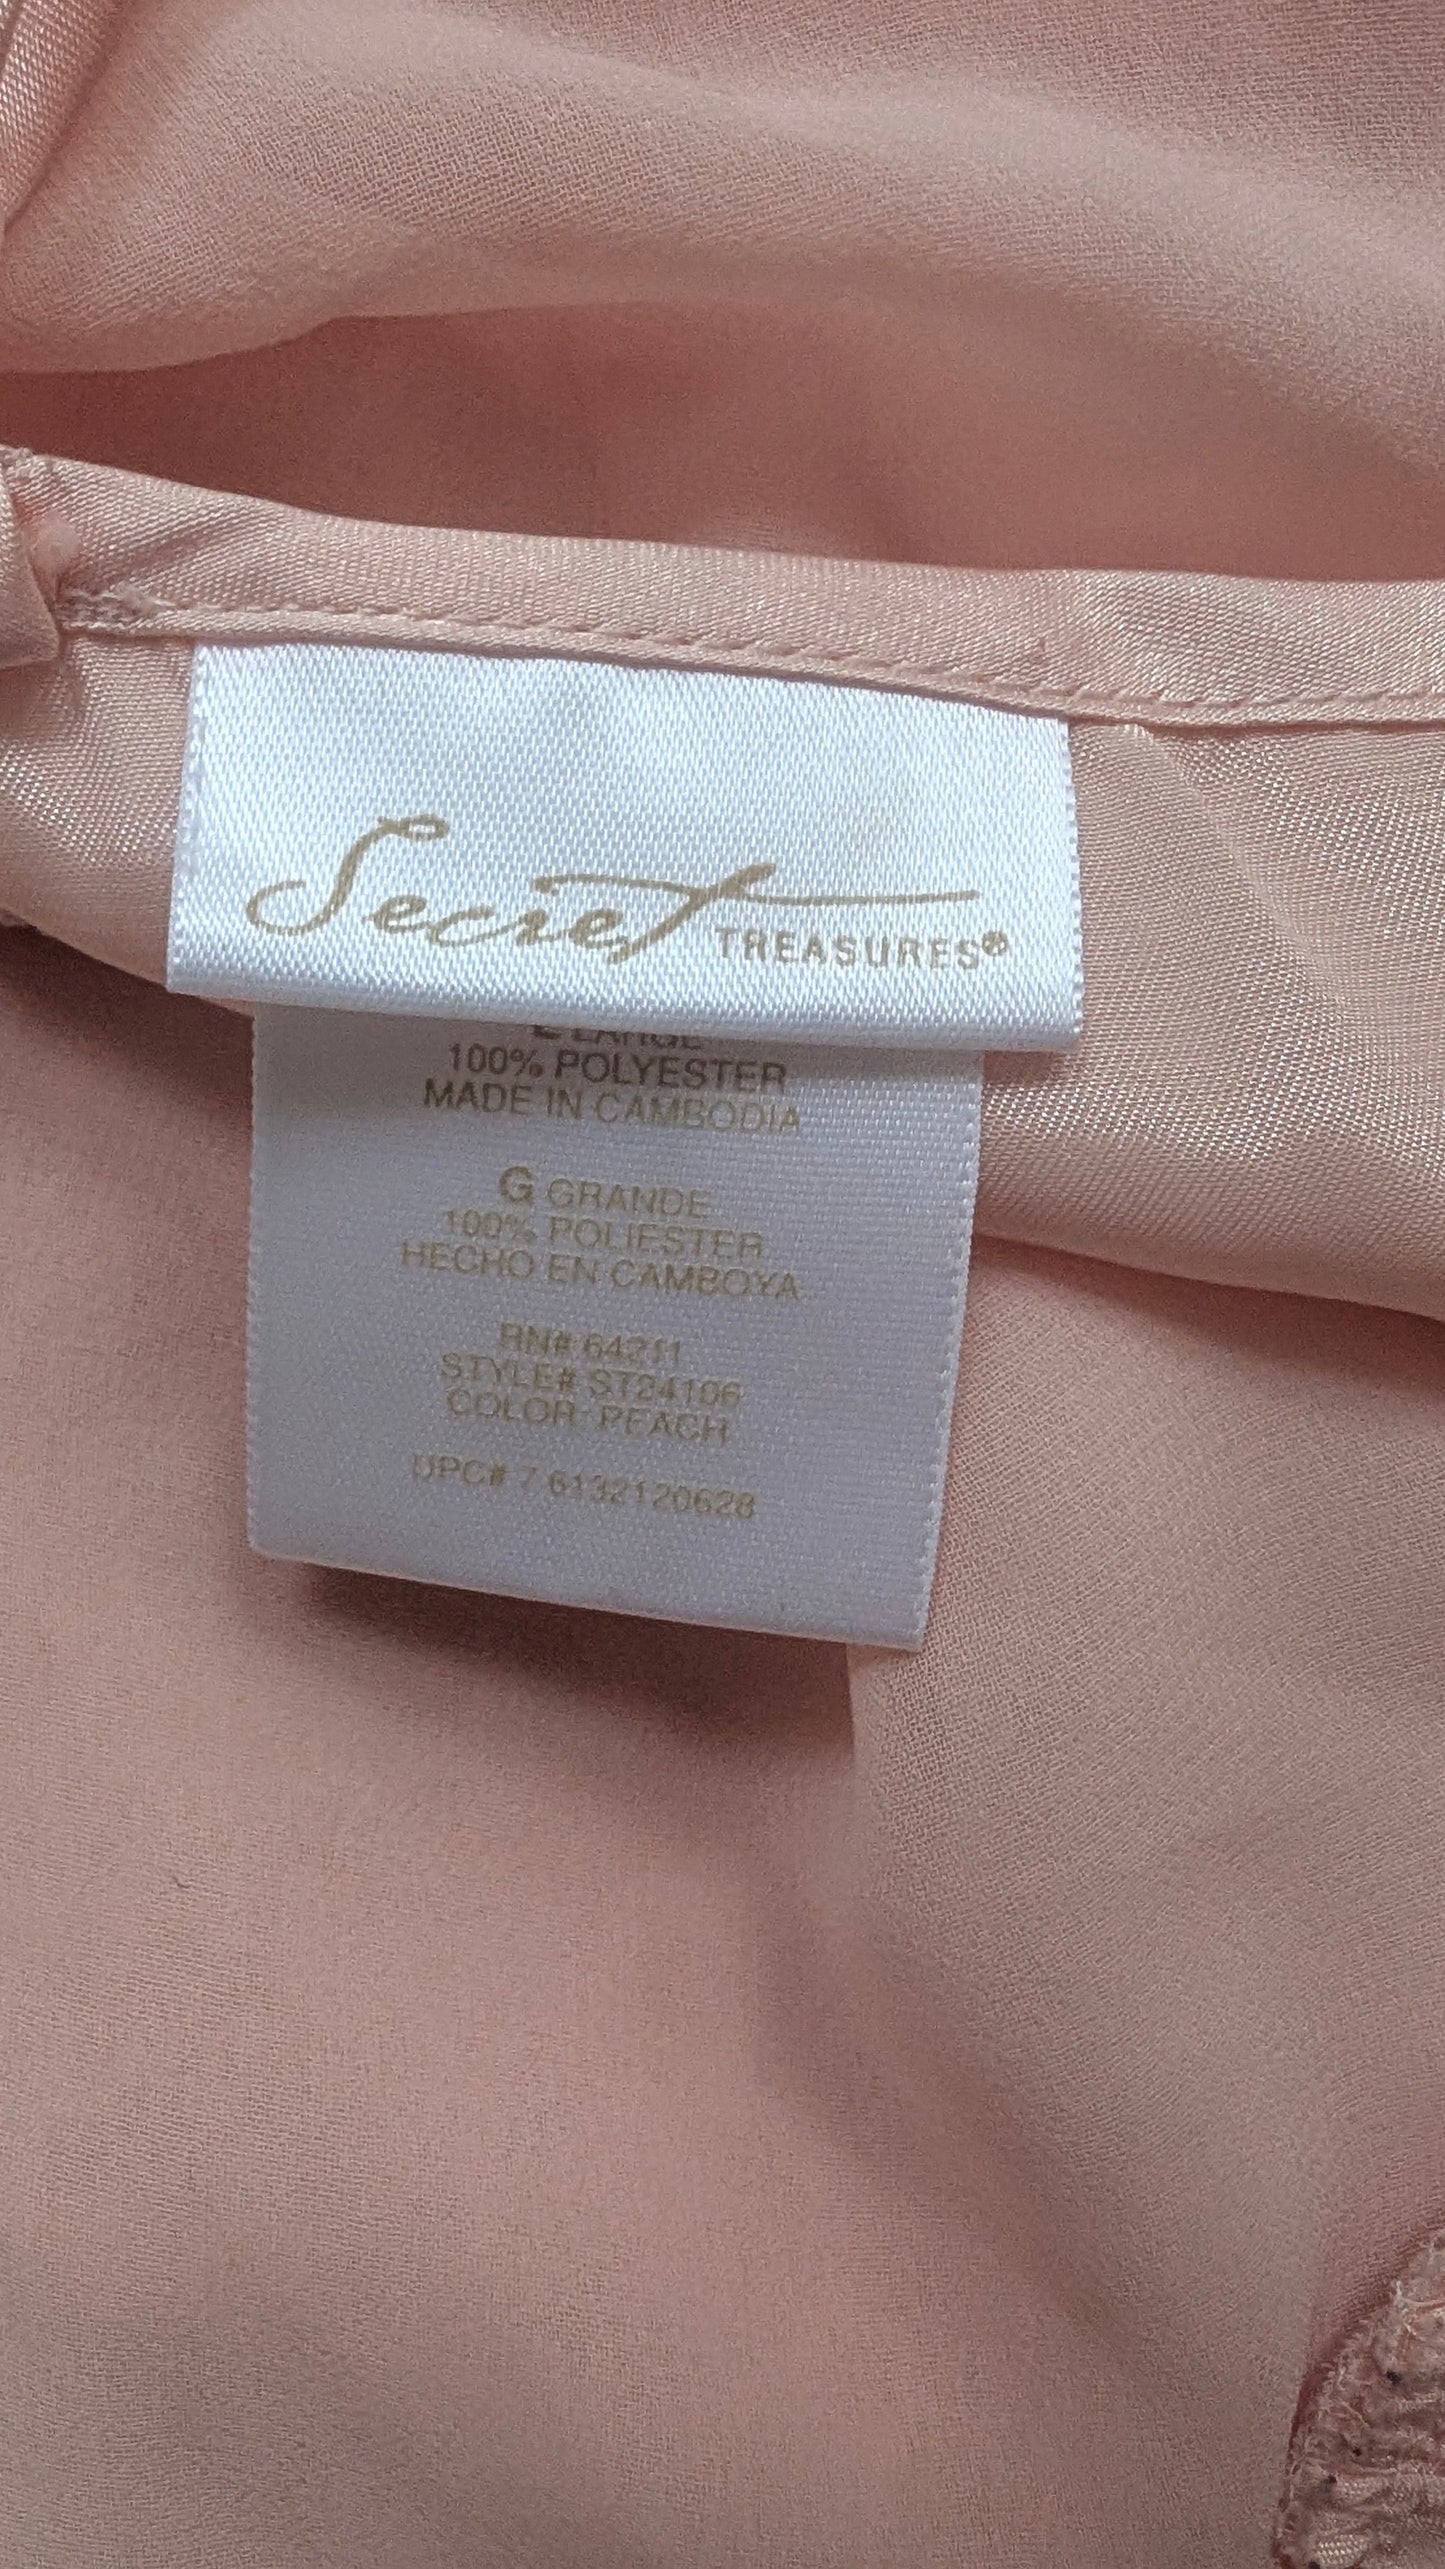 Secret TREASURES®
L LARGE
100% POLYESTER
MADE IN CAMBODIA
G GRANDE
100% POLIESTER
HECHO EN CAMBOYA
RN# 64211
STYLE# ST24106
COLOR: PEACH
UPC# 7 6132120628